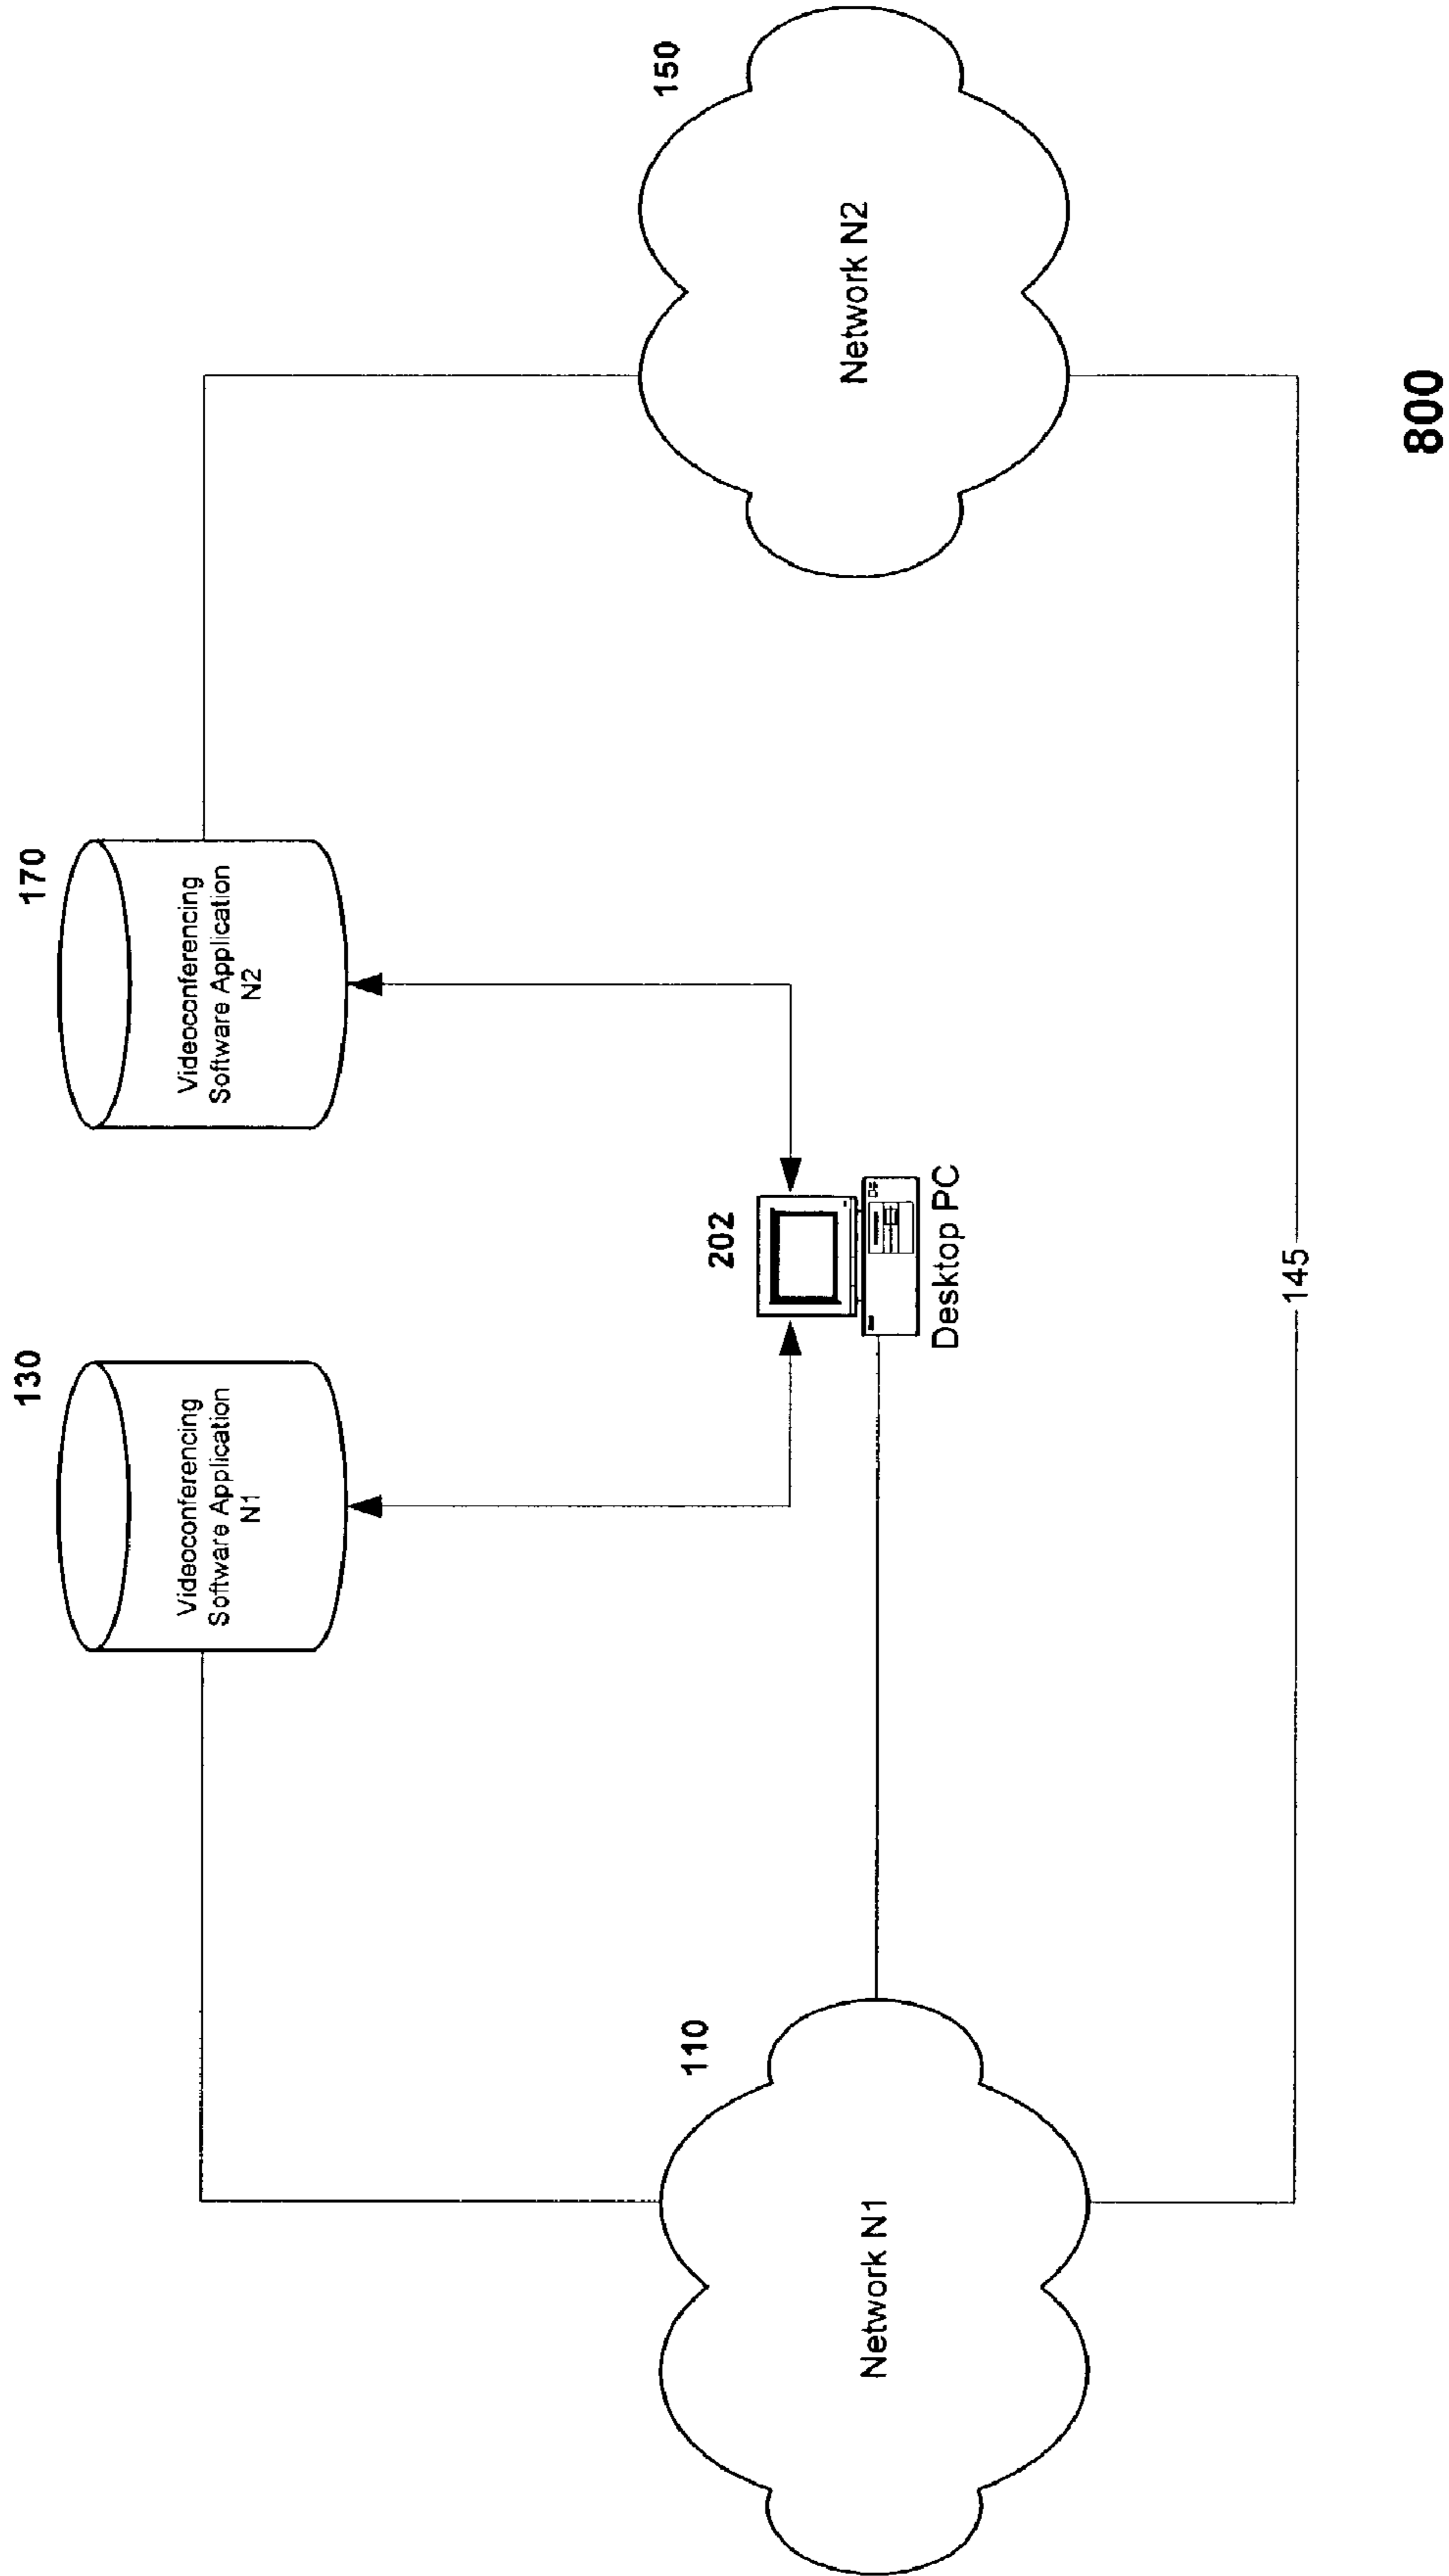 130
Videoconferencing
Software Application
N1
170
Videoconferencing
Software Application
N2
202
Desktop PC
110
Network N1
150
Network N2
145
800